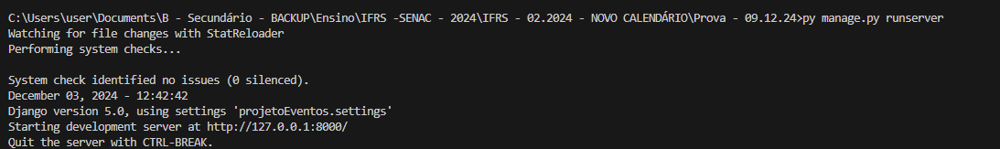 C:\Users\user\Documents\B - Secundário - BACKUP\Ensino\IFRS -SENAC - 2024\IFRS - 02.2024 - NOVO CALENDÁRIO\Prova - 09.12.24>py manage.py runserver
Watching for file changes with StatReloader
Performing system checks...
System check identified no issues (0 silenced).
December 03, 2024 - 12:42:42
Django version 5.0, using settings 'projetoEventos.settings'
Starting development server at http://127.0.0.1:8000/
Quit the server with CTRL-BREAK.